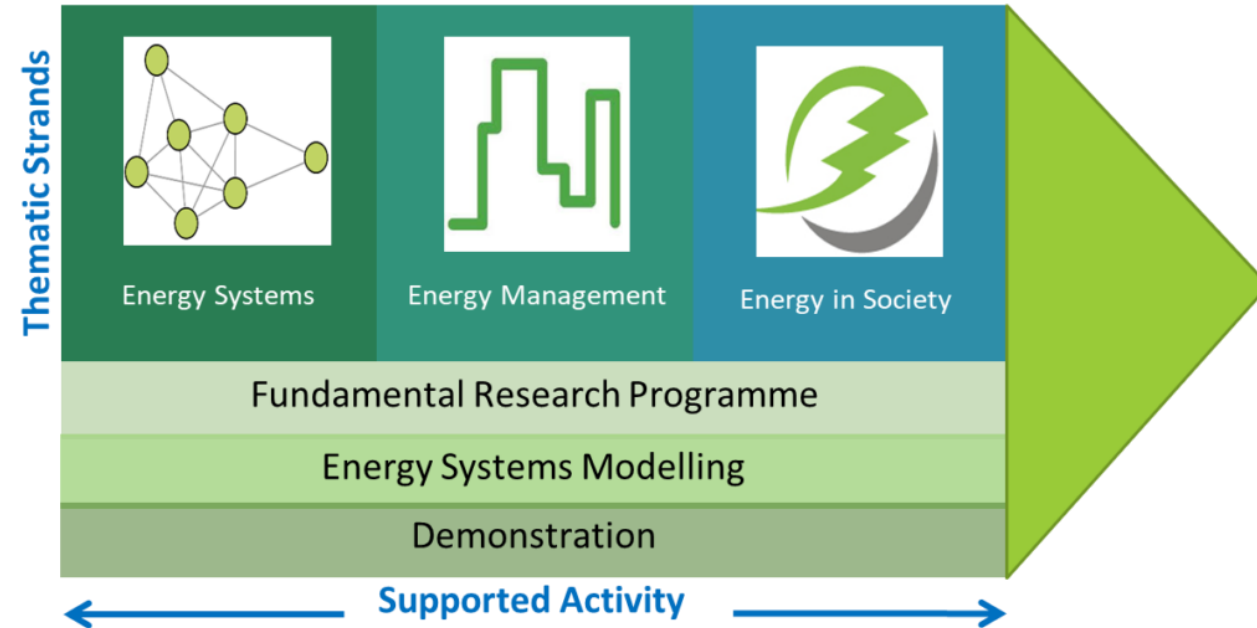 Thematic Strands
Energy Systems
Energy Management
Energy in Society
Fundamental Research Programme
Energy Systems Modelling
Demonstration
Supported Activity